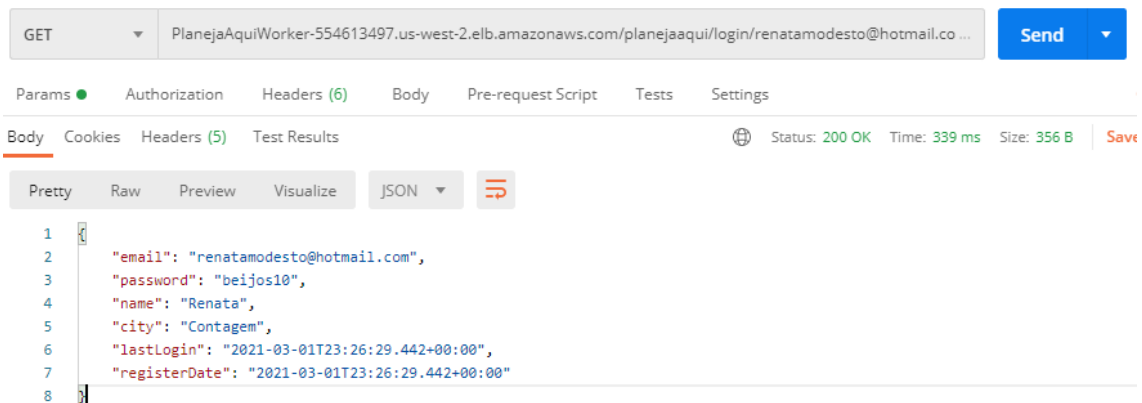 GET PlanejaAquiWorker-554613497.us-west-2.elb.amazonaws.com/planejaaqui/login/renatamodesto@hotmail.co ... Send
Params Authorization Headers (6) Body Pre-request Script Tests Settings
Body Cookies Headers (5) Test Results Status: 200 OK Time: 339 ms Size: 356 B Save
Pretty Raw Preview Visualize JSON
1 {
2 "email": "renatamodesto@hotmail.com",
3 "password": "beijos10",
4 "name": "Renata",
5 "city": "Contagem",
6 "lastLogin": "2021-03-01T23:26:29.442+00:00",
7 "registerDate": "2021-03-01T23:26:29.442+00:00"
8 }